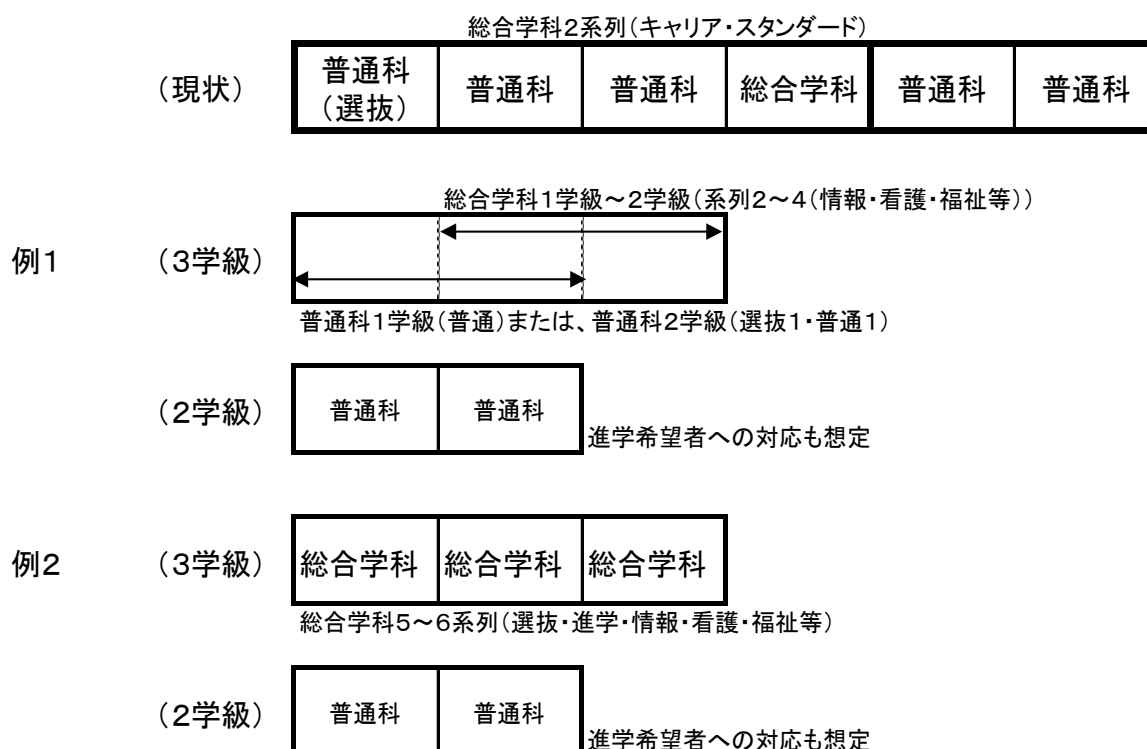 総合学科2系列(キャリア・スタンダード)
(現状)
普通科
(選抜)
普通科
普通科
総合学科
普通科
普通科
総合学科1学級~2学級(系列2~4(情報・看護・福祉等))
例1
(3学級)
普通科1学級(普通)または、普通科2学級(選抜1・普通1)
(2学級)
普通科
普通科
進学希望者への対応も想定
例2
(3学級)
総合学科
総合学科
総合学科
総合学科5~6系列(選抜・進学・情報・看護・福祉等)
(2学級)
普通科
普通科
進学希望者への対応も想定